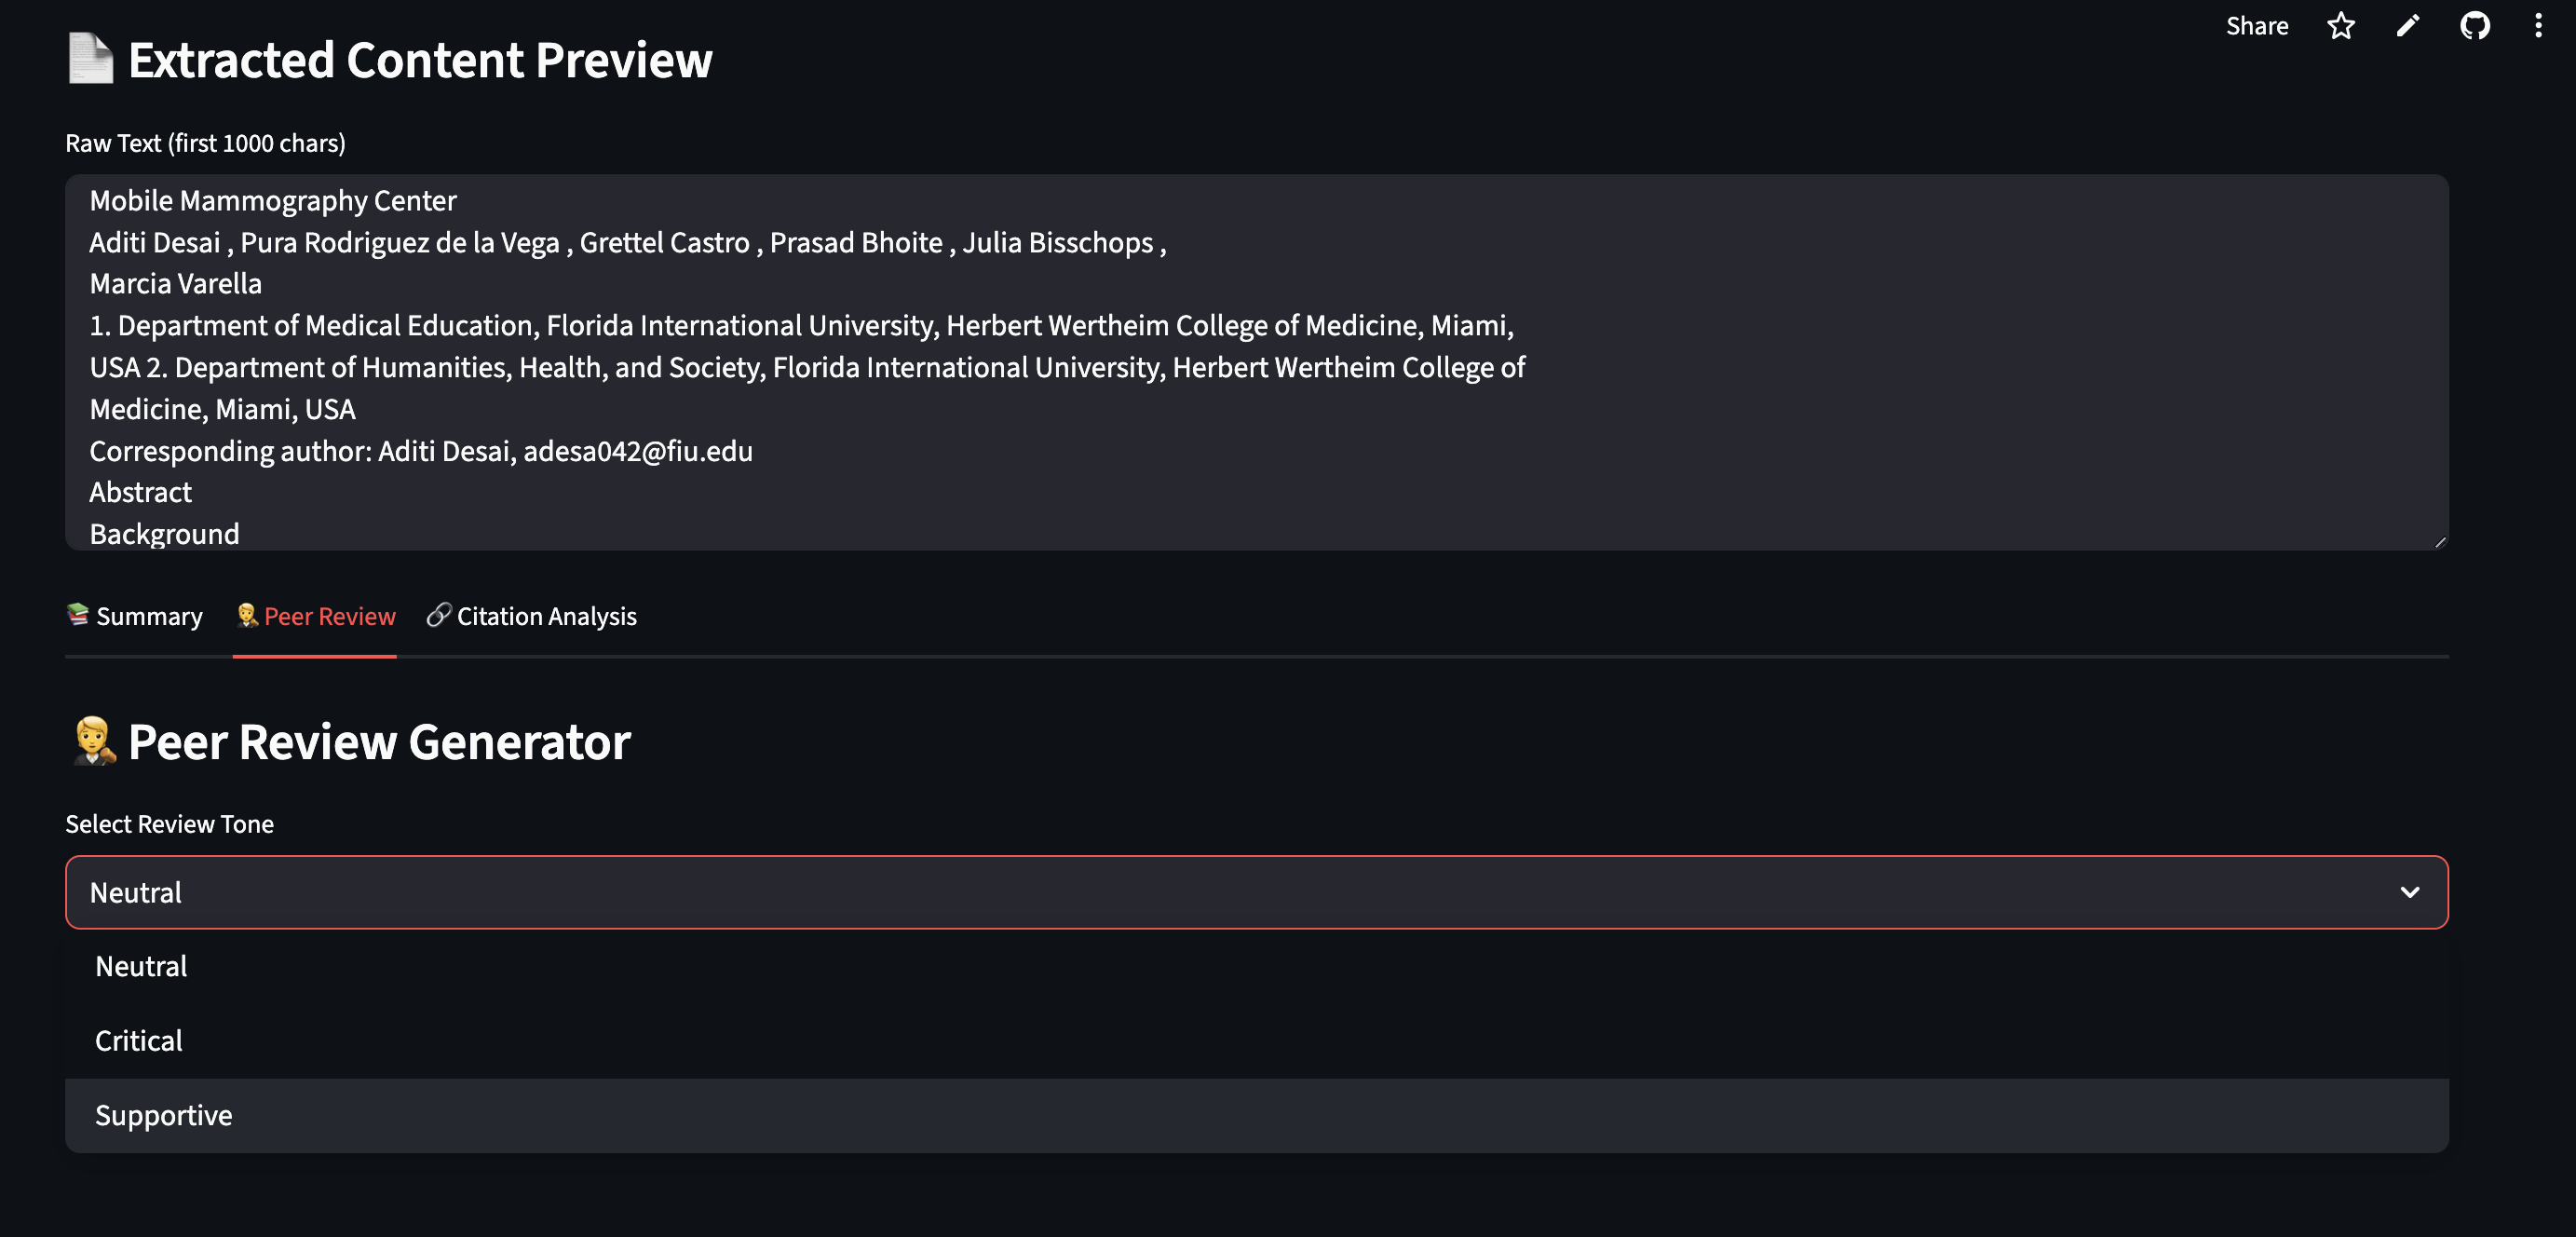 Share
Extracted Content Preview
Raw Text (first 1000 chars)
Mobile Mammography Center
Aditi Desai , Pura Rodriguez de la Vega , Grettel Castro , Prasad Bhoite , Julia Bisschops ,
Marcia Varella
1. Department of Medical Education, Florida International University, Herbert Wertheim College of Medicine, Miami,
USA 2. Department of Humanities, Health, and Society, Florida International University, Herbert Wertheim College of
Medicine, Miami, USA
Corresponding author: Aditi Desai, adesa042@fiu.edu
Abstract
Background
Summary
Peer Review
Citation Analysis
Peer Review Generator
Select Review Tone
Neutral
Neutral
Critical
Supportive